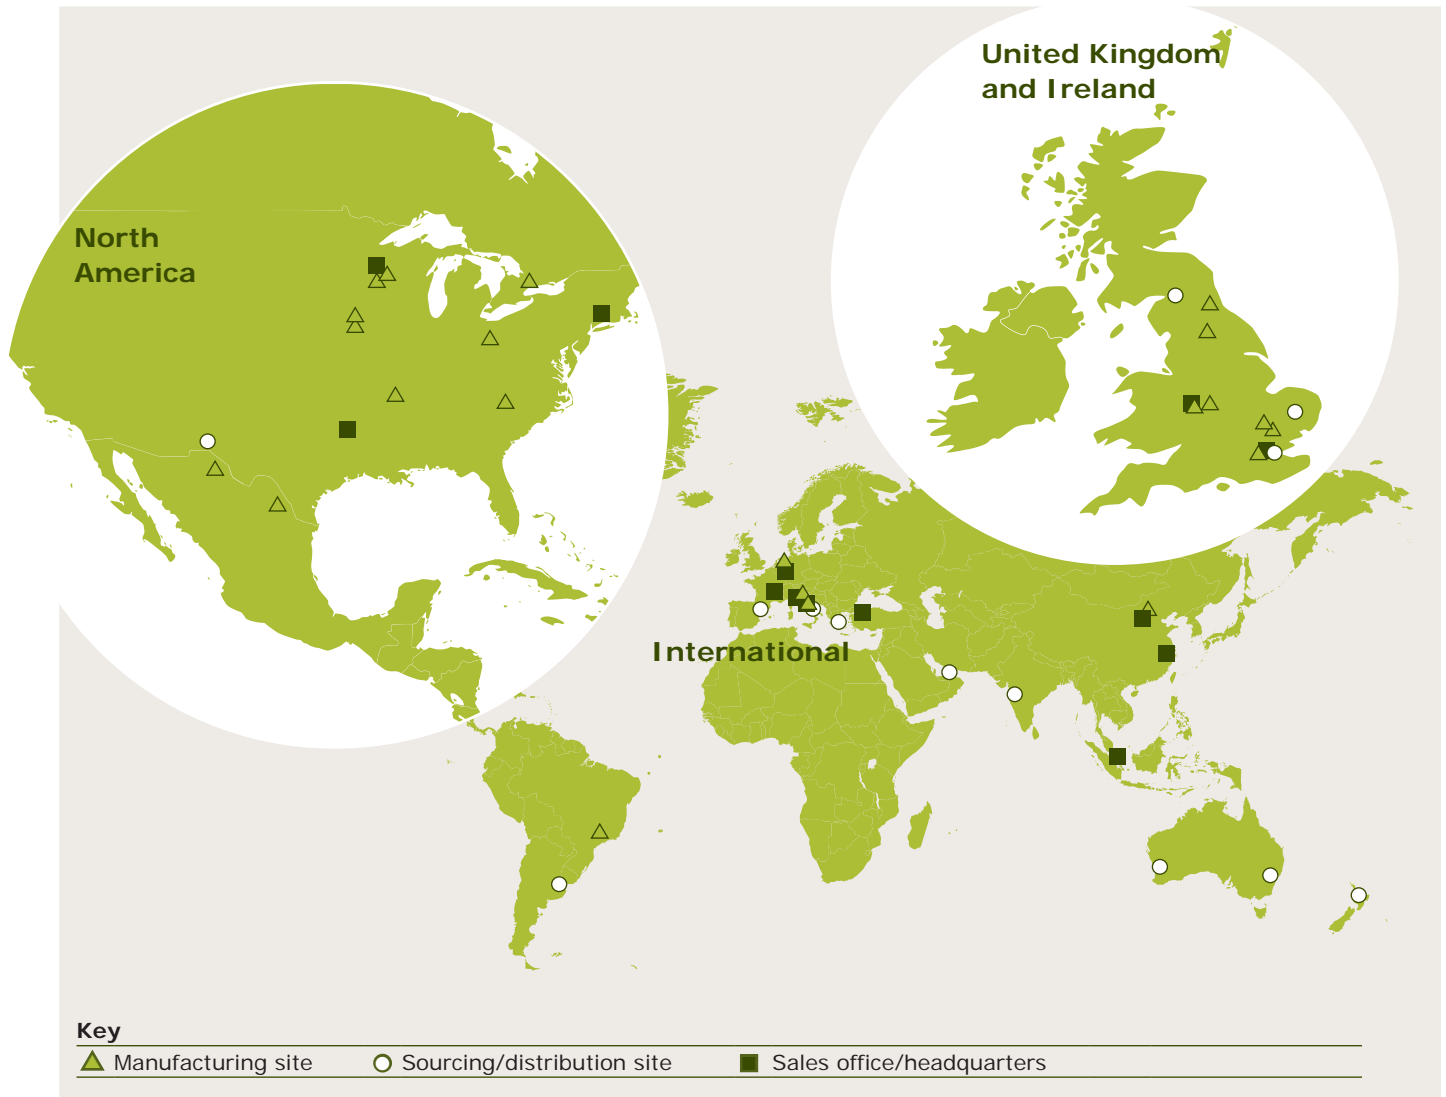 United Kingdom
and Ireland
North
America
International
Key
Manufacturing site
Sourcing/distribution site
Sales office/headquarters